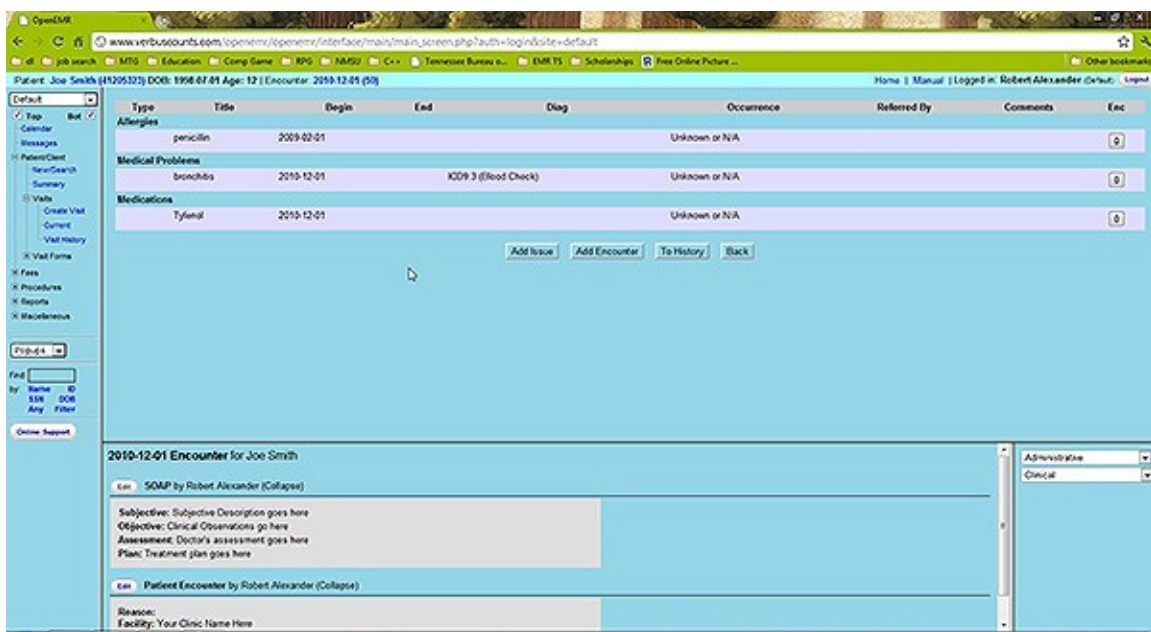 OpenEMR
www.verbusjounts.com/openemr/openemr/interface/main/main_screen.php?auth=login&site=default
dl job search MTG Education Comp Game RPG NMSU C++ Tennessee Bureau o... EMR TS Scholarships Free Online Picture ... Other bookmarks
Patient: Joe Smith (41205323) DOB: 1998-07-01 Age: 12 | Encounter: 2010-12-01 (50) Home | Manual | Logged in: Robert Alexander (Default) Logout
Default
Top Bot
Calendar
Messages
Patient/Client
New/Search
Summary
Visits
Create Visit
Current
Visit History
Visit Forms
Fees
Procedures
Reports
Miscellaneous
Popups
Find
by: Name ID
SSN DOB
Any Filter
Online Support
Type Title Begin End Diag Occurrence Referred By Comments Enc
Allergies
penicillin 2009-02-01 Unknown or N/A 0
Medical Problems
bronchitis 2010-12-01 ICD9 3 (Blood Check) Unknown or N/A 0
Medications
Tylenol 2010-12-01 Unknown or N/A 0
Add Issue Add Encounter To History Back
2010-12-01 Encounter for Joe Smith
Edit SOAP by Robert Alexander (Collapse)
Subjective: Subjective Description goes here
Objective: Clinical Observations go here
Assessment: Doctor's assessment goes here
Plan: Treatment plan goes here
Edit Patient Encounter by Robert Alexander (Collapse)
Reason:
Facility: Your Clinic Name Here
Administrative
Clinical